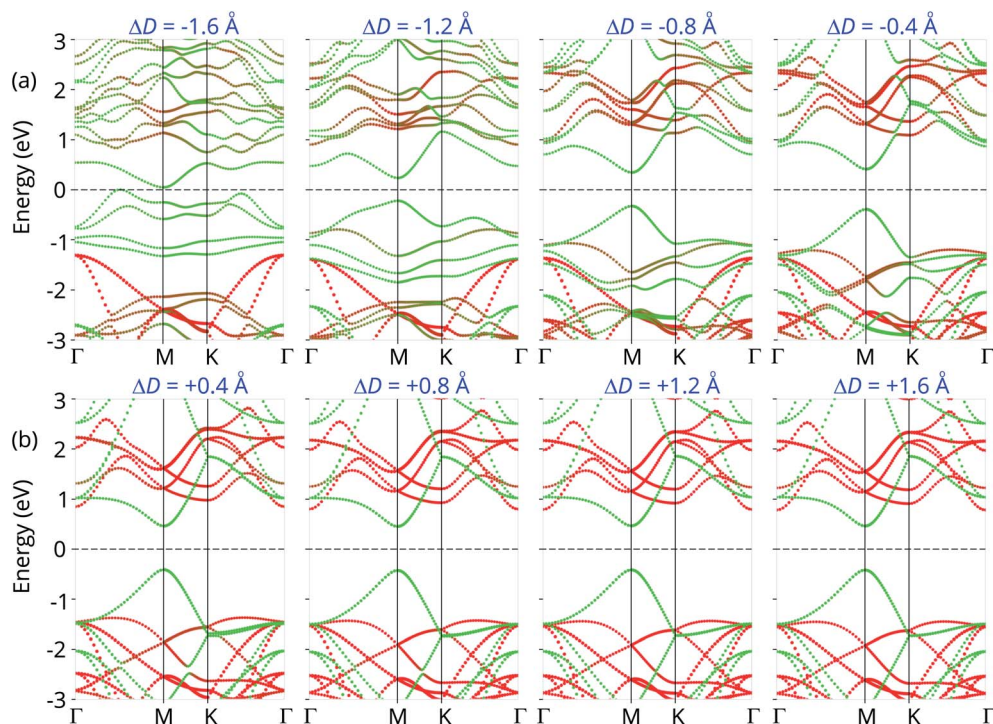 ΔD = -1.6 Å ΔD = -1.2 Å ΔD = -0.8 Å ΔD = -0.4 Å
(a)
Energy (eV)
3
2
1
0
-1
-2
-3
Γ M K Γ Γ M K Γ Γ M K Γ Γ M K Γ
ΔD = +0.4 Å ΔD = +0.8 Å ΔD = +1.2 Å ΔD = +1.6 Å
(b)
Energy (eV)
3
2
1
0
-1
-2
-3
Γ M K Γ Γ M K Γ Γ M K Γ Γ M K Γ